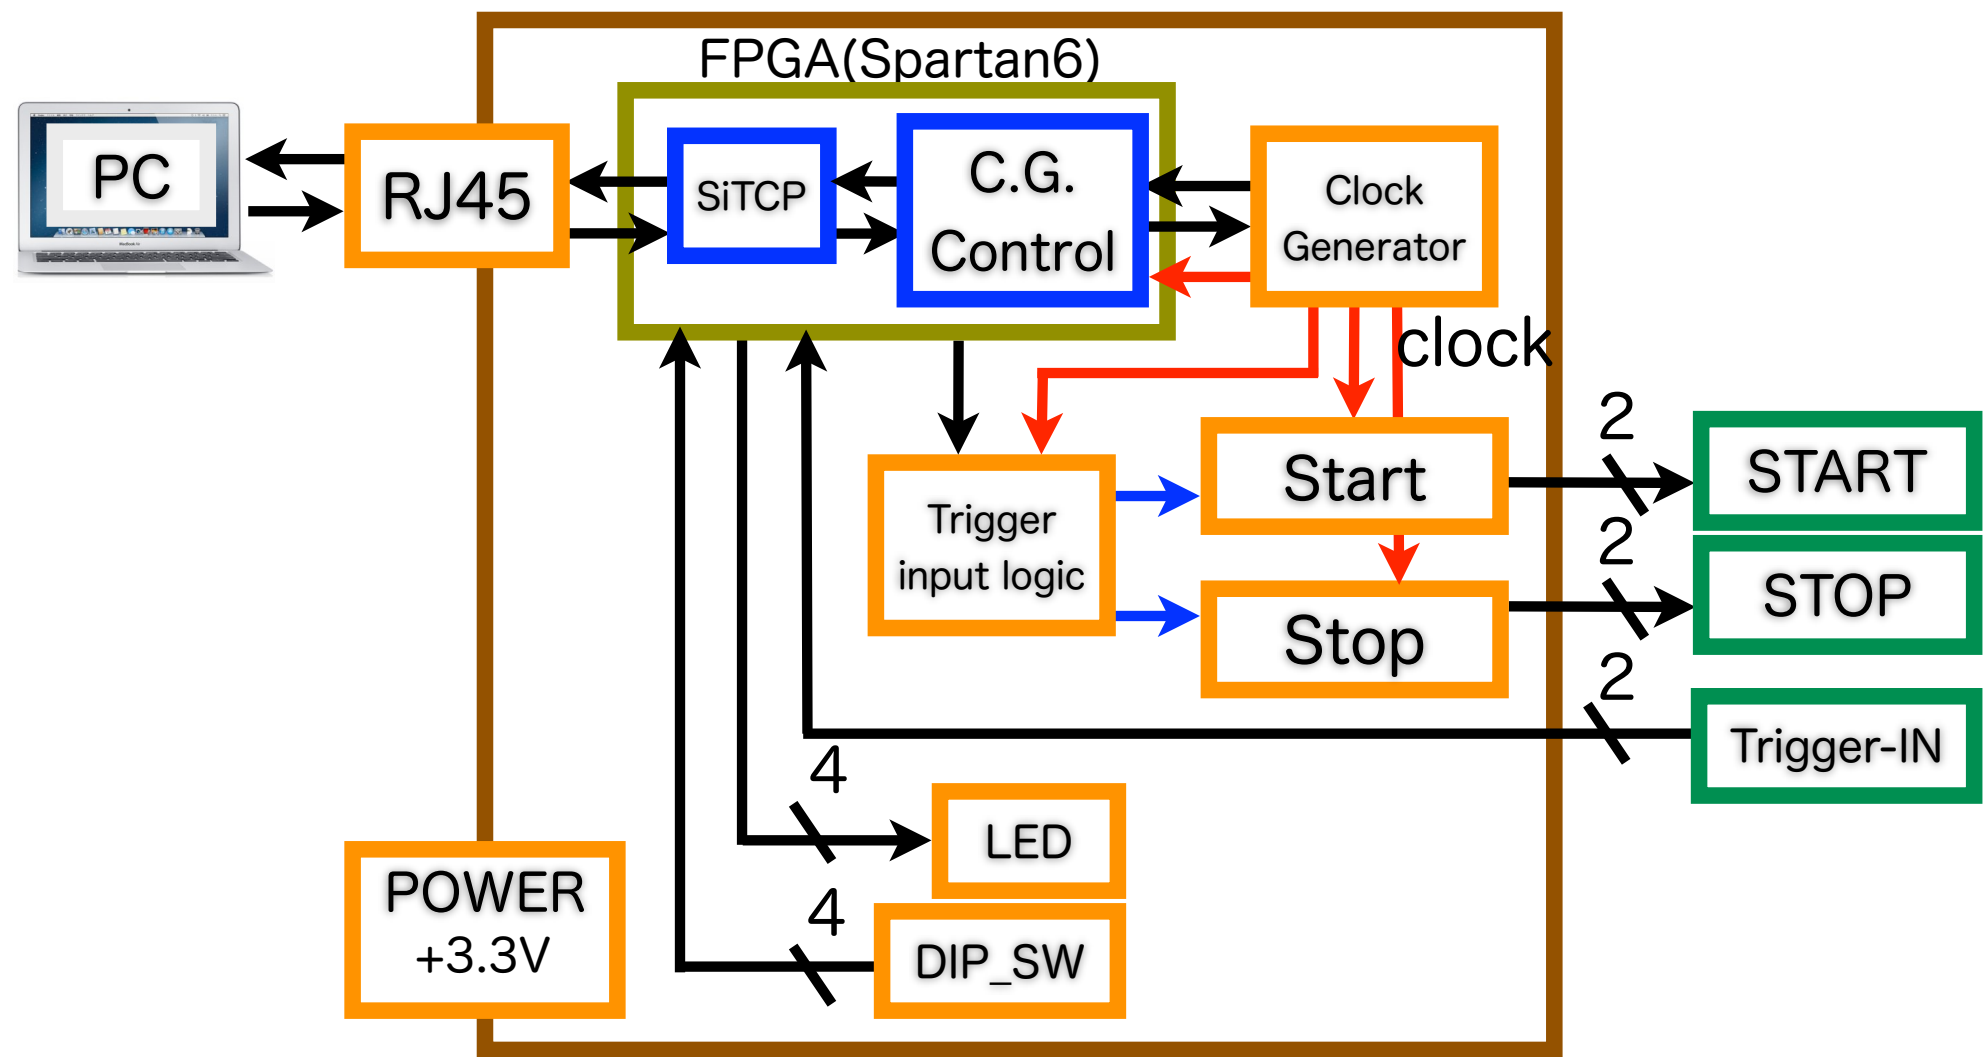 FPGA(Spartan6)
PC
RJ45
SiTCP
C.G.
Control
Clock
Generator
clock
2
START
Start
Trigger
input logic
2
STOP
Stop
2
Trigger-IN
4
LED
POWER
+3.3V
4
DIP_SW